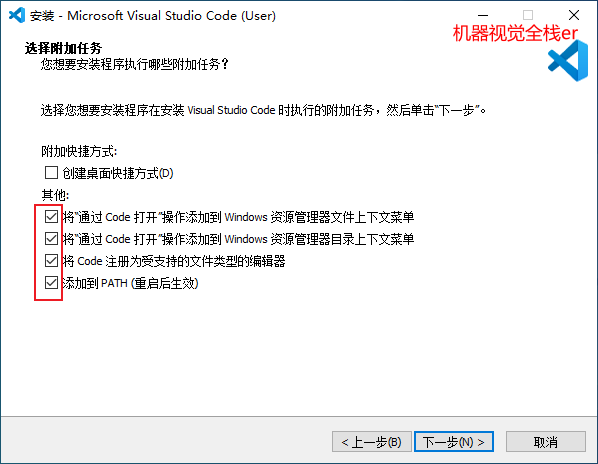 安装 - Microsoft Visual Studio Code (User)
机器视觉全栈er
选择附加任务
您想要安装程序执行哪些附加任务？
选择您想要安装程序在安装 Visual Studio Code 时执行的附加任务，然后单击“下一步”。
附加快捷方式:
创建桌面快捷方式(D)
其他:
将“通过 Code 打开“操作添加到 Windows 资源管理器文件上下文菜单
将“通过 Code 打开“操作添加到 Windows 资源管理器目录上下文菜单
将 Code 注册为受支持的文件类型的编辑器
添加到 PATH (重启后生效)
< 上一步(B)
下一步(N) >
取消